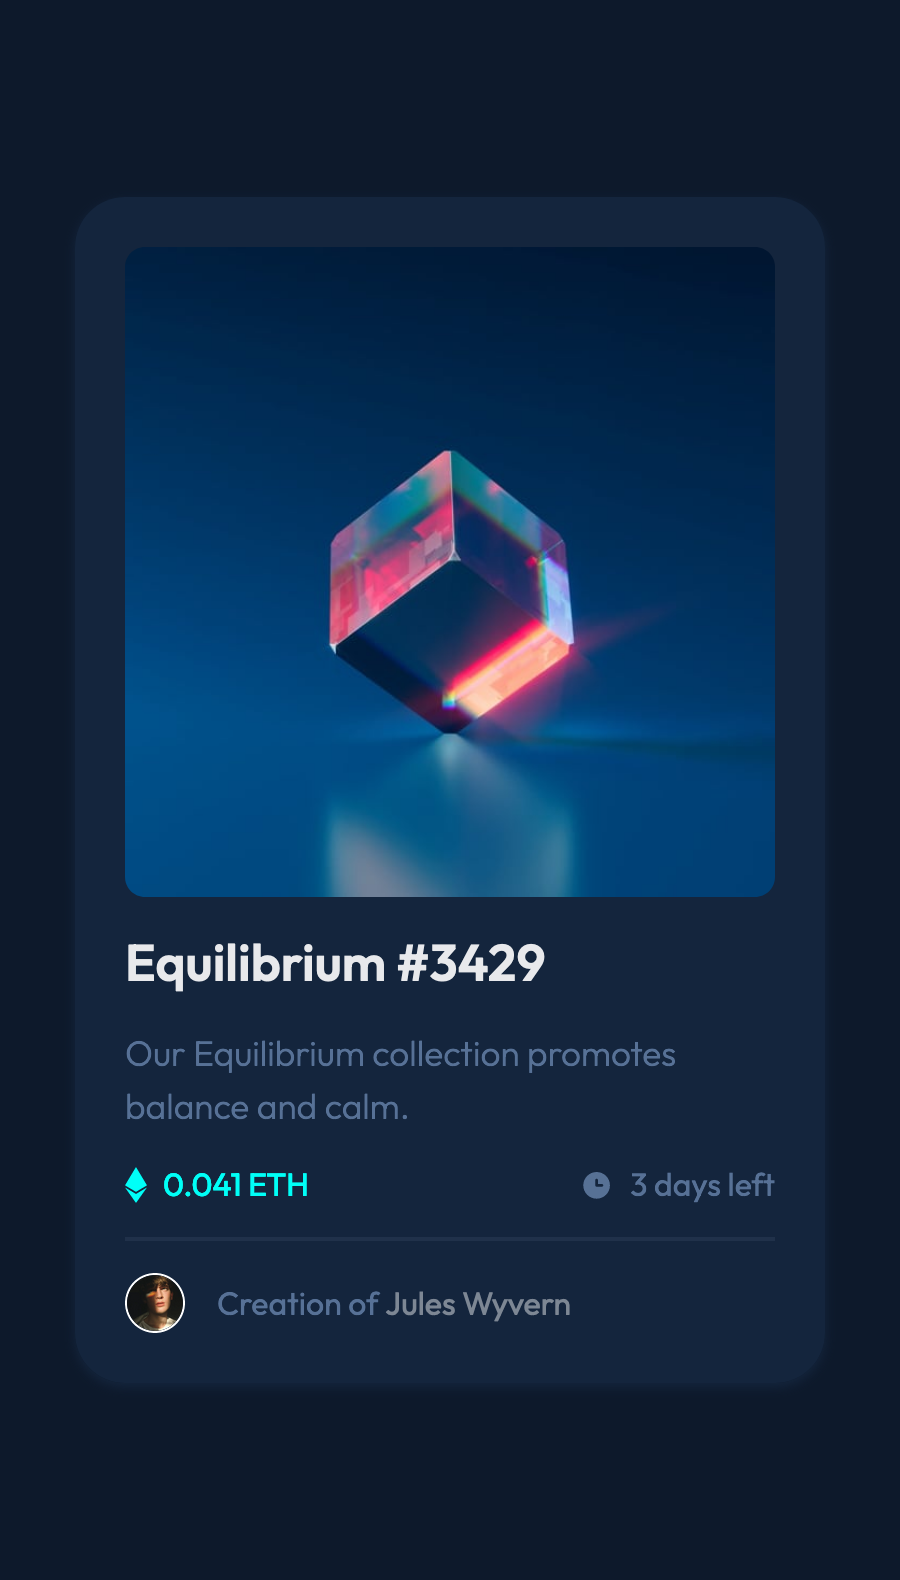 Equilibrium #3429
Our Equilibrium collection promotes
balance and calm.
0.041 ETH
3 days left
Creation of Jules Wyvern